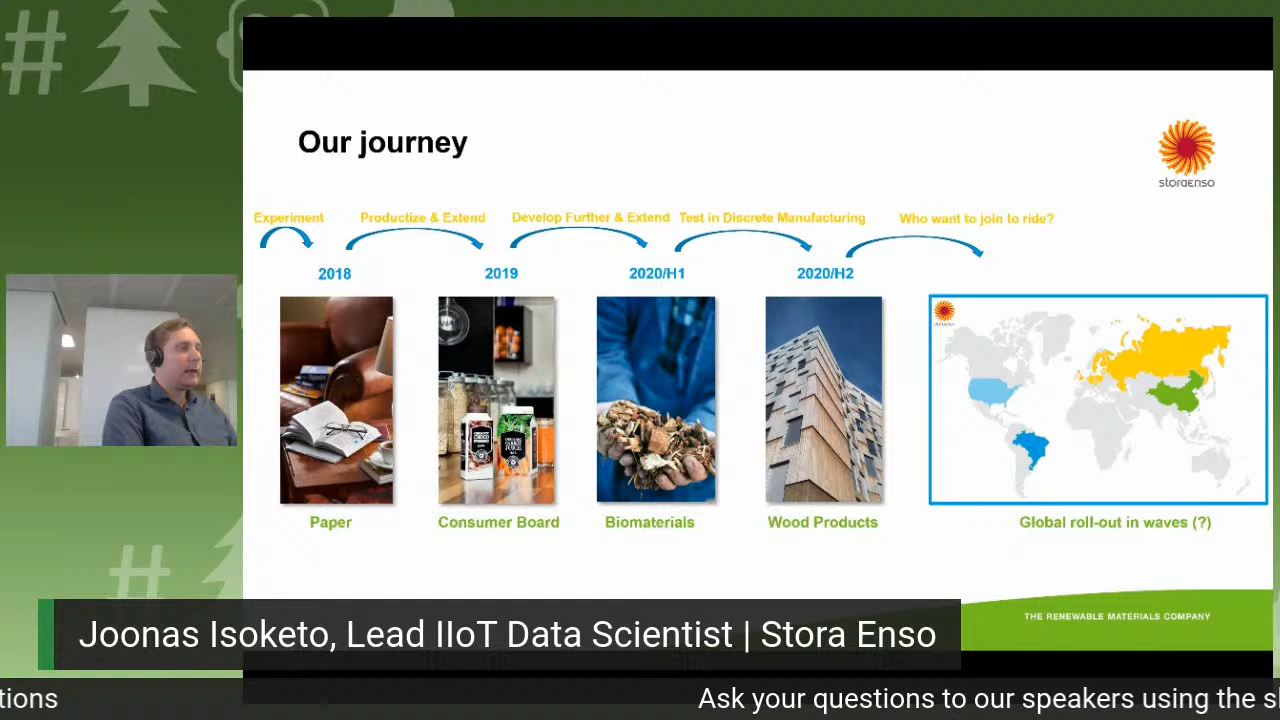 #
Our journey
storaenso
Experiment
Productize & Extend
Develop Further & Extend
Test in Discrete Manufacturing
Who want to join to ride?
2018
2019
2020/H1
2020/H2
Paper
Consumer Board
Biomaterials
Wood Products
Global roll-out in waves (?)
#
THE RENEWABLE MATERIALS COMPANY
Joonas Isoketo, Lead IIoT Data Scientist | Stora Enso
tions
Ask your questions to our speakers using the s